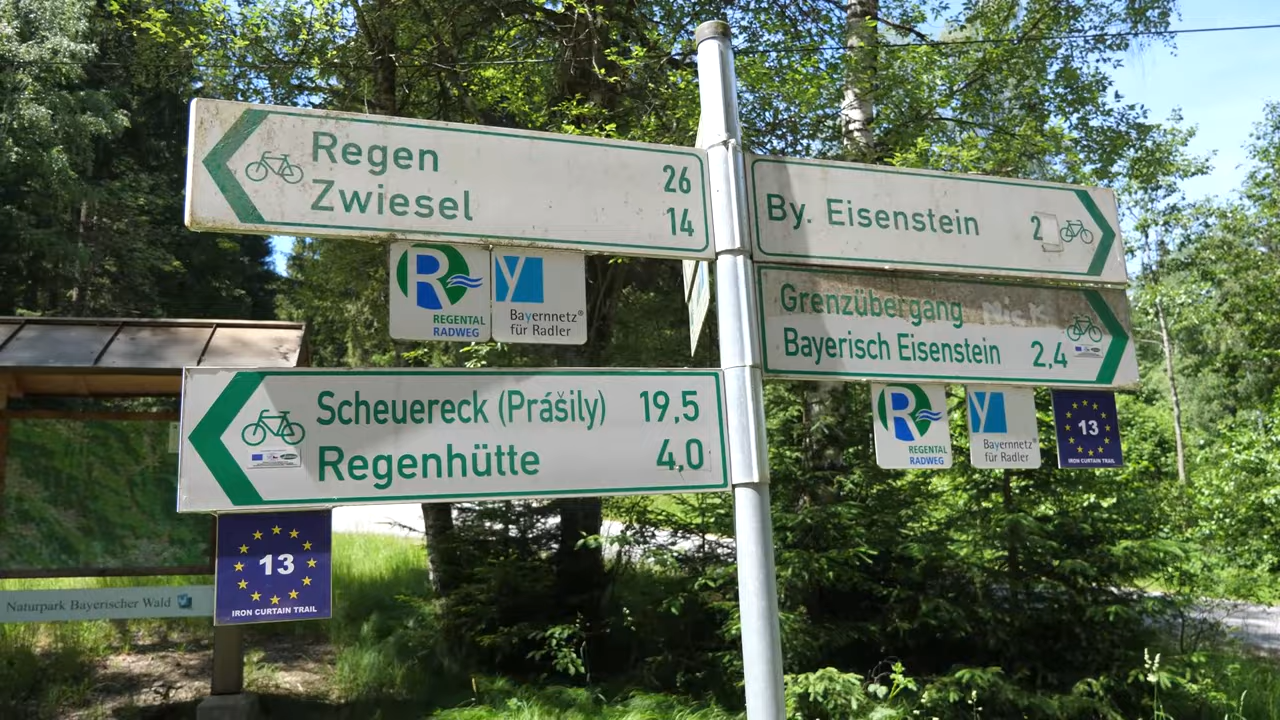 Regen 26
Zwiesel 14
REGENTAL
RADWEG
Bayernnetz®
für Radler
Scheuereck (Prášily) 19,5
Regenhütte 4,0
13
IRON CURTAIN TRAIL
Naturpark Bayerischer Wald
By. Eisenstein 2
Grenzübergang
Bayerisch Eisenstein 2,4
REGENTAL
RADWEG
Bayernnetz
für Radler
13
IRON CURTAIN TRAIL